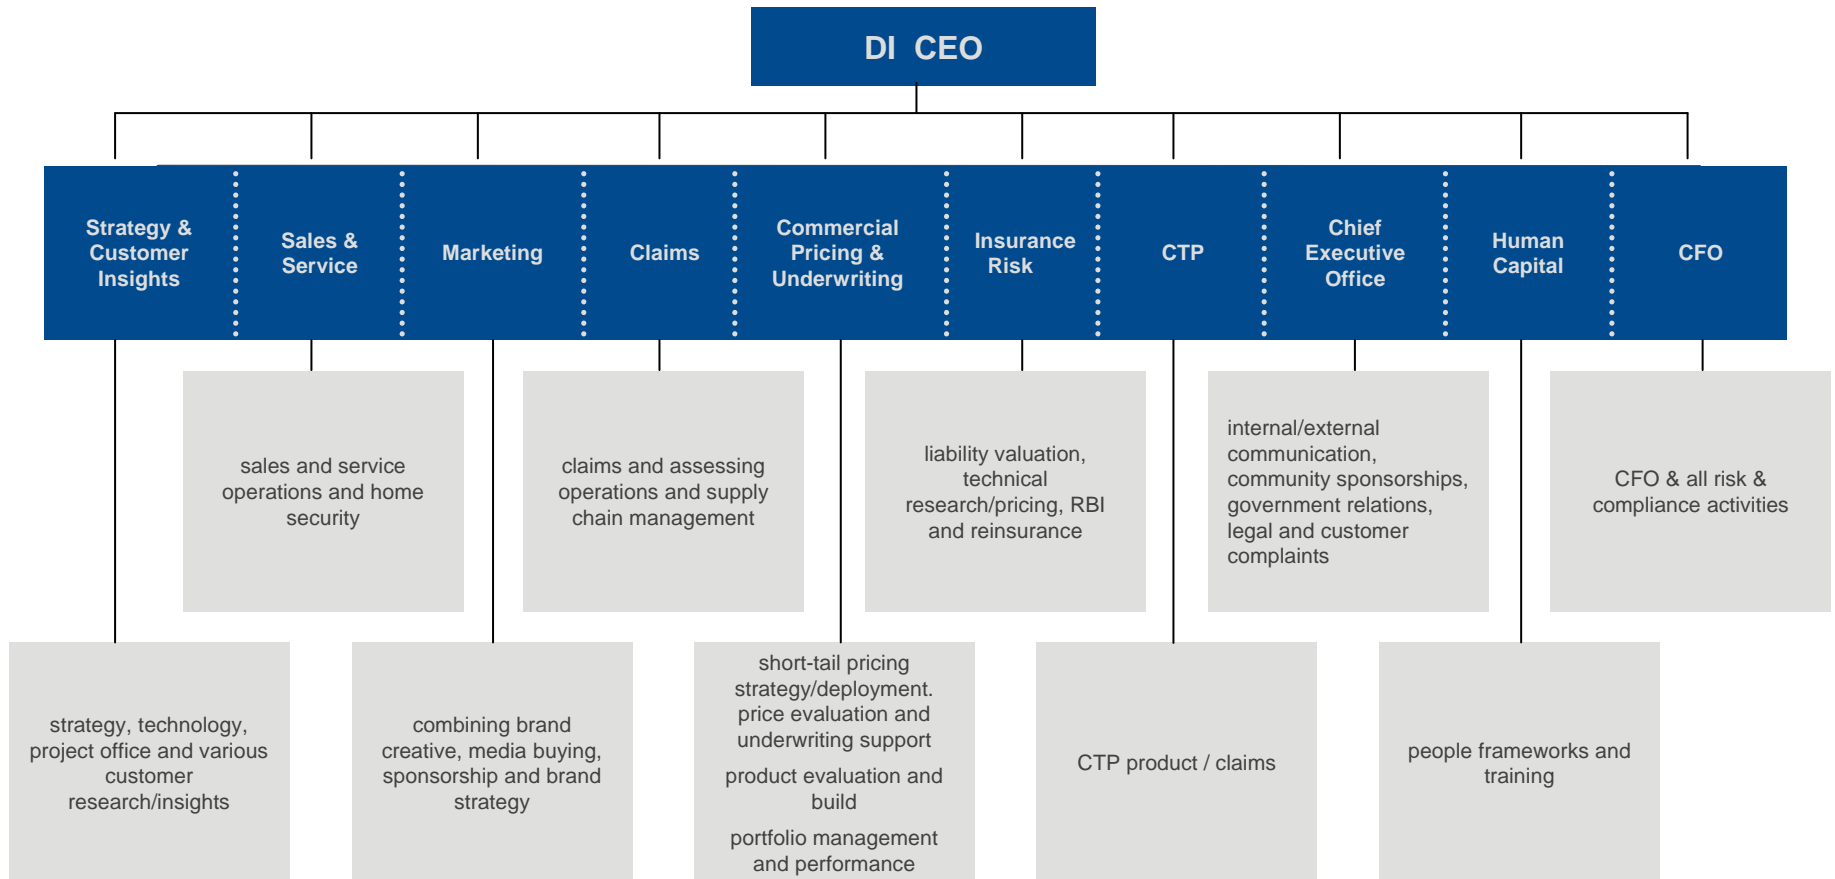 DI CEO
Strategy &
Customer
Insights
Sales &
Service
Marketing
Claims
Commercial
Pricing &
Underwriting
Insurance
Risk
CTP
Chief
Executive
Office
Human
Capital
CFO
sales and service
operations and home
security
claims and assessing
operations and supply
chain management
liability valuation,
technical
research/pricing, RBI
and reinsurance
internal/external
communication,
community sponsorships,
government relations,
legal and customer
complaints
CFO & all risk &
compliance activities
strategy, technology,
project office and various
customer
research/insights
combining brand
creative, media buying,
sponsorship and brand
strategy
short-tail pricing
strategy/deployment.
price evaluation and
underwriting support
product evaluation and
build
portfolio management
and performance
CTP product / claims
people frameworks and
training